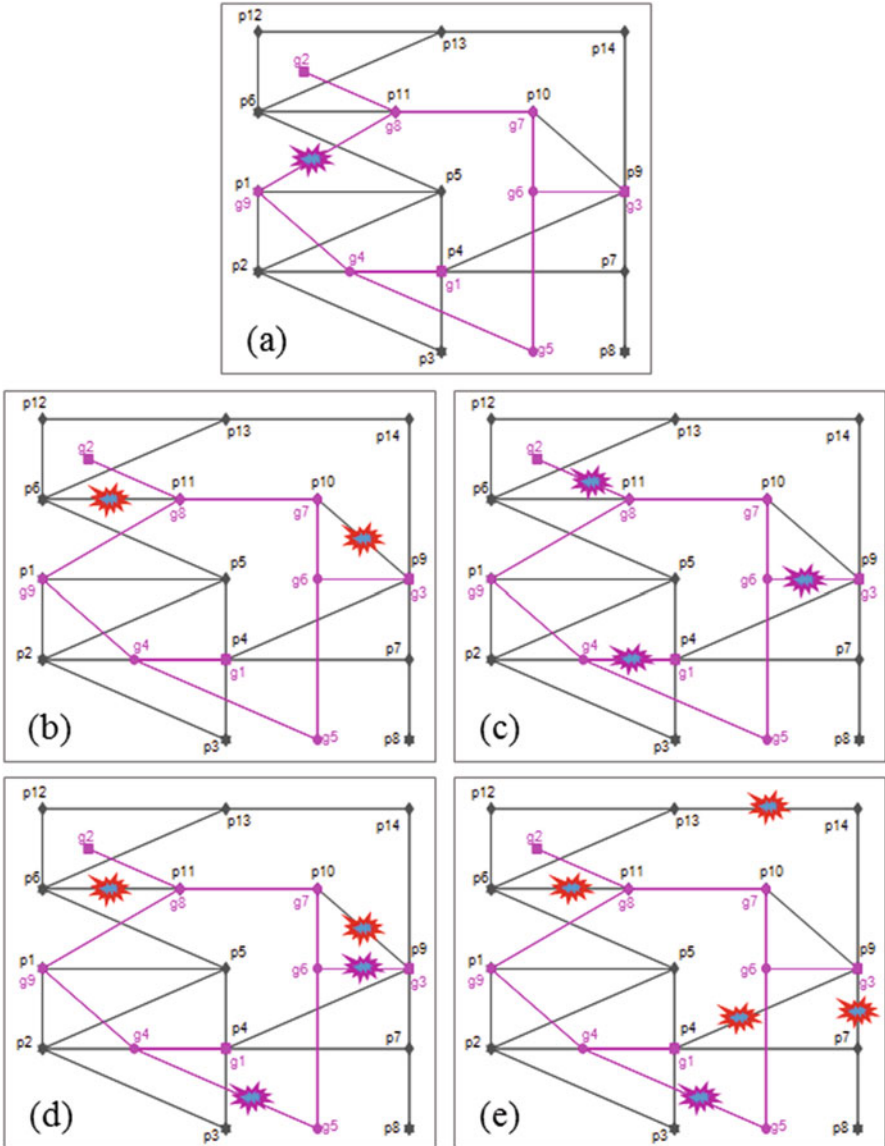 p12
p13 p14
g2
p11 p10
p6
g8 g7
p1 p5 p9
g9 g6 g3
g4 p4 p7
p2
g1
(a) p3 g5 p8
p12
p13 p14
g2
p11 p10
p6
g8 g7
p1 p5 p9
g9 g6 g3
g4 p4 p7
p2
g1
(b) p3 g5 p8
p12
p13 p14
g2
p11 p10
p6
g8 g7
p1 p5 p9
g9 g6 g3
g4 p4 p7
p2
g1
(c) p3 g5 p8
p12
p13 p14
g2
p11 p10
p6
g8 g7
p1 p5 p9
g9 g6 g3
g4 p4 p7
p2
g1
(d) p3 g5 p8
p12
p13 p14
g2
p11 p10
p6
g8 g7
p1 p5 p9
g9 g6 g3
g4 p4 p7
p2
g1
(e) p3 g5 p8